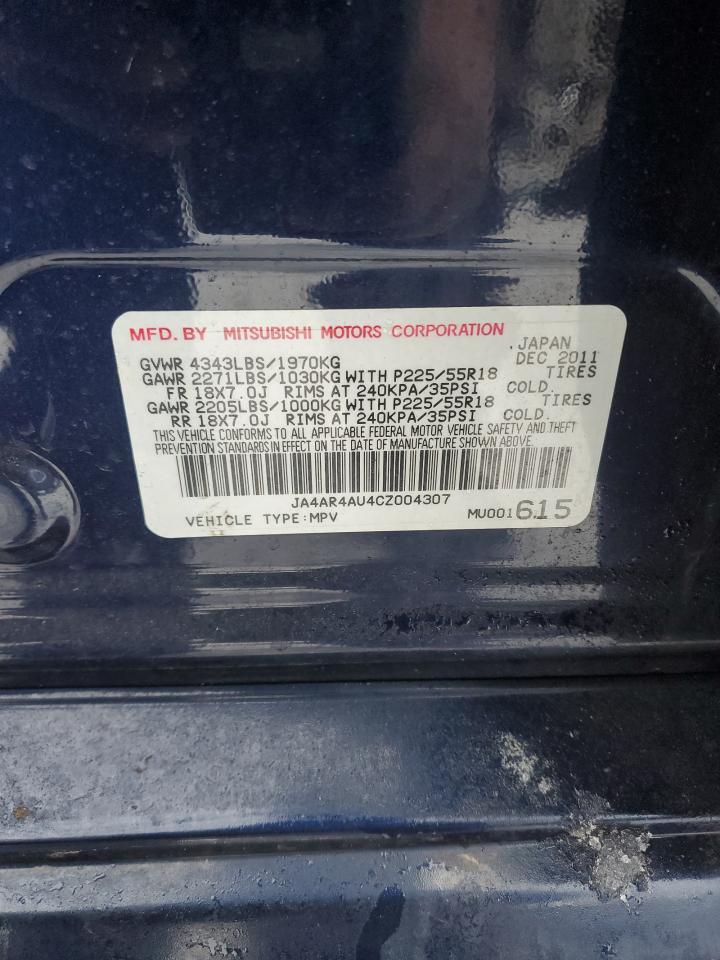 MFD. BY MITSUBISHI MOTORS CORPORATION
JAPAN
GVWR 4343LBS/1970KG DEC 2011
GAWR 2271LBS/1030KG WITH P225/55R18 TIRES
FR 18X7.0J RIMS AT 240KPA/35PSI COLD.
GAWR 2205LBS/1000KG WITH P225/55R18 TIRES
RR 18X7.0J RIMS AT 240KPA/35PSI COLD.
THIS VEHICLE CONFORMS TO ALL APPLICABLE FEDERAL MOTOR VEHICLE SAFETY AND THEFT
PREVENTION STANDARDS IN EFFECT ON THE DATE OF MANUFACTURE SHOWN ABOVE.
JA4AR4AU4CZ004307
VEHICLE TYPE:MPV MU001615